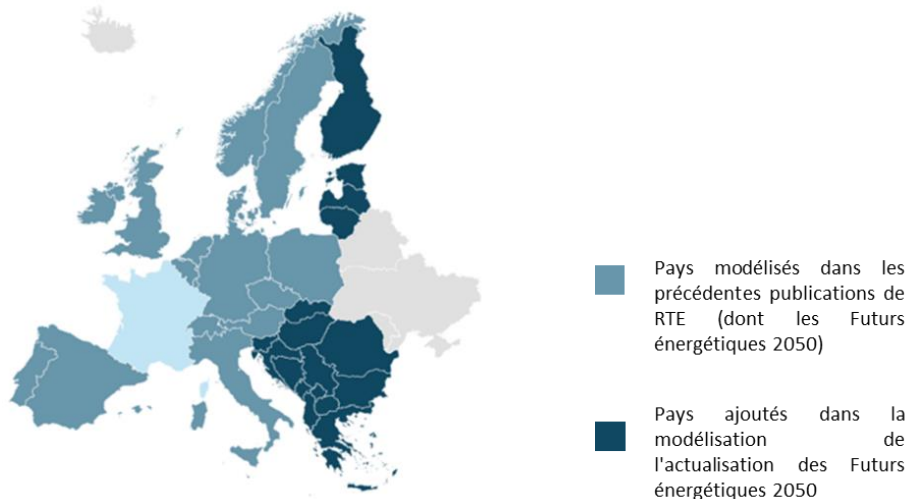 Pays modélisés dans les
précédentes publications de
RTE (dont les Futurs
énergétiques 2050)
Pays ajoutés dans la
modélisation de
l'actualisation des Futurs
énergétiques 2050